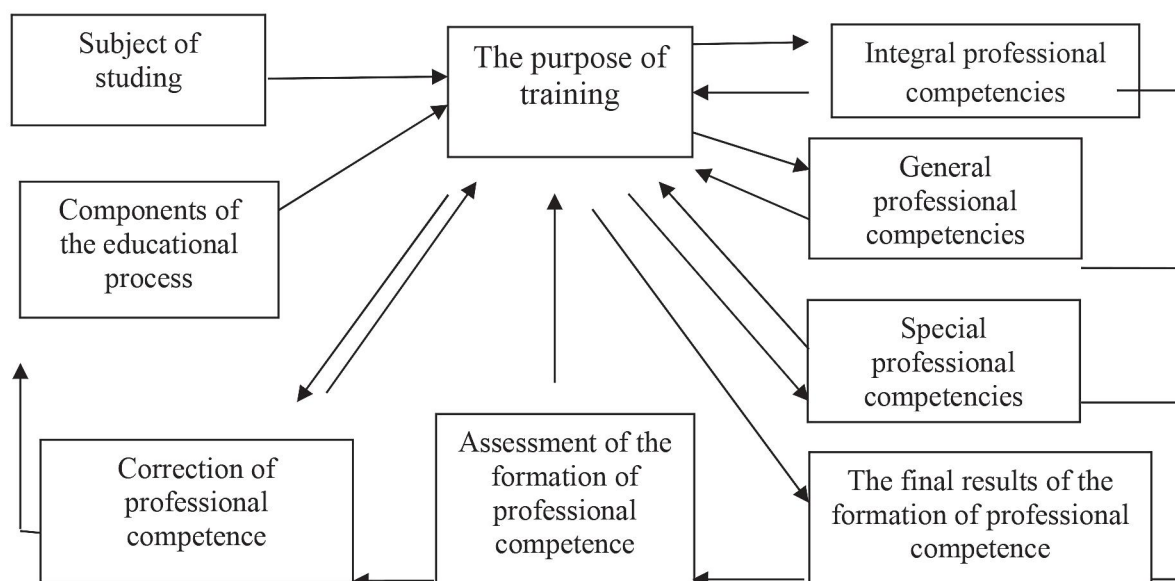 Subject of
studing
The purpose of
training
Integral professional
competencies
Components of
the educational
process
General
professional
competencies
Special
professional
competencies
Correction of
professional
competence
Assessment of the
formation of
professional
competence
The final results of the
formation of professional
competence